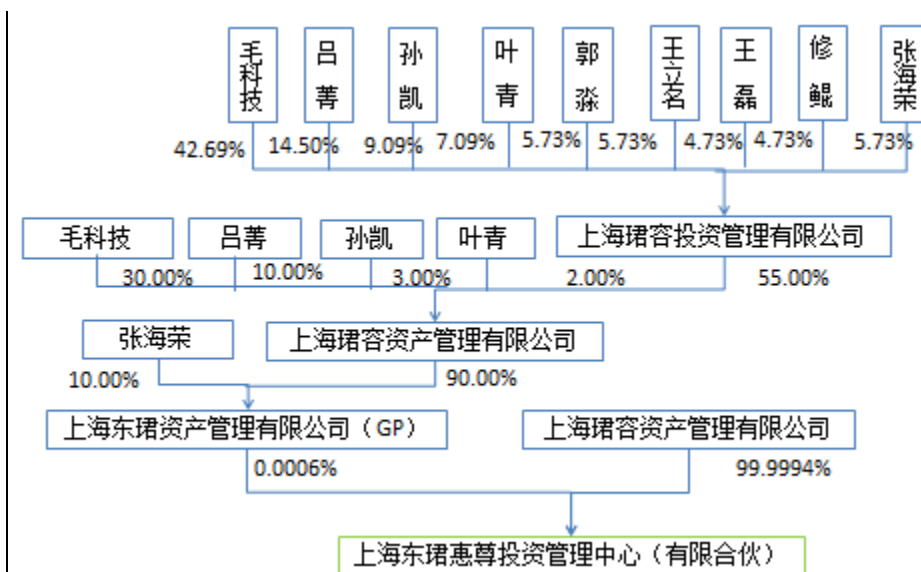 毛科技 吕菁 孙凯 叶青 郭淼 王立名 王磊 修鲲 张海荣
42.69% 14.50% 9.09% 7.09% 5.73% 5.73% 4.73% 4.73% 5.73%
毛科技 吕菁 孙凯 叶青 上海珺容投资管理有限公司
30.00% 10.00% 3.00% 2.00% 55.00%
张海荣 上海珺容资产管理有限公司
10.00% 90.00%
上海东珺资产管理有限公司（GP） 上海珺容资产管理有限公司
0.0006% 99.9994%
上海东珺惠尊投资管理中心（有限合伙）